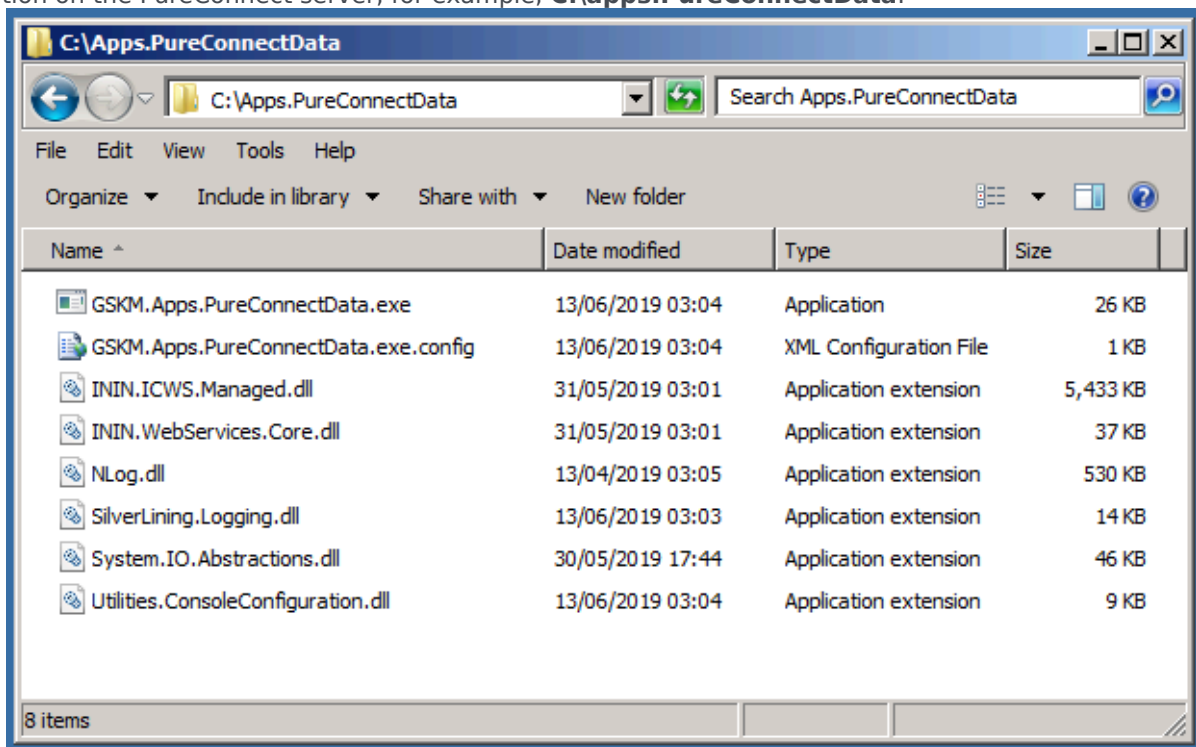 C:\Apps.PureConnectData
C:\Apps.PureConnectData Search Apps.PureConnectData
File Edit View Tools Help
Organize Include in library Share with New folder
Name Date modified Type Size
GSKM.Apps.PureConnectData.exe 13/06/2019 03:04 Application 26 KB
GSKM.Apps.PureConnectData.exe.config 13/06/2019 03:04 XML Configuration File 1 KB
ININ.ICWS.Managed.dll 31/05/2019 03:01 Application extension 5,433 KB
ININ.WebServices.Core.dll 31/05/2019 03:01 Application extension 37 KB
NLog.dll 13/04/2019 03:05 Application extension 530 KB
SilverLining.Logging.dll 13/06/2019 03:03 Application extension 14 KB
System.IO.Abstractions.dll 30/05/2019 17:44 Application extension 46 KB
Utilities.ConsoleConfiguration.dll 13/06/2019 03:04 Application extension 9 KB
8 items